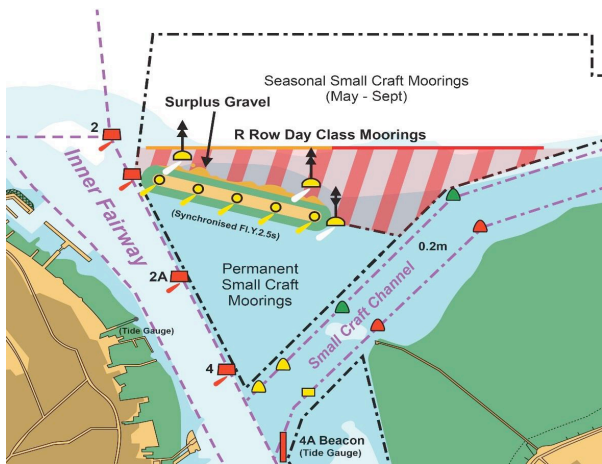 Seasonal Small Craft Moorings
(May - Sept)
Surplus Gravel
2
R Row Day Class Moorings
Inner Fairway
(Synchronised Fl.Y.2.5s)
0.2m
2A
Permanent
Small Craft
Moorings
Small Craft Channel
(Tide Gauge)
4
4A Beacon
(Tide Gauge)